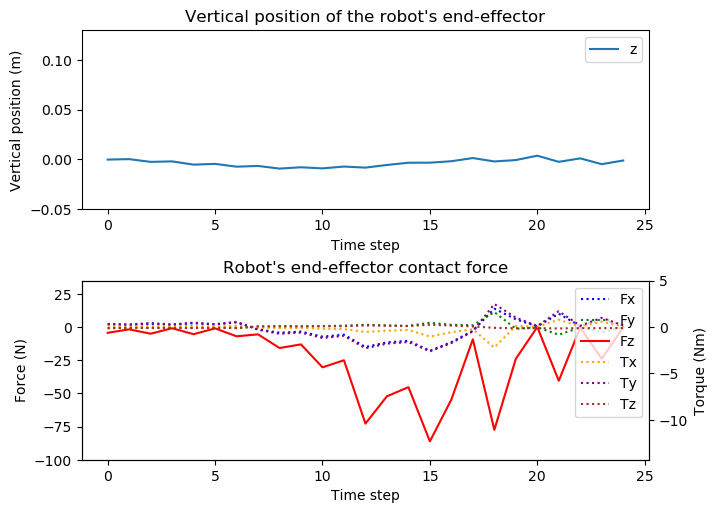 Vertical position of the robot's end-effector
Vertical position (m)
0.10
0.05
0.00
−0.05
z
0
5
10
15
20
25
Time step
Robot's end-effector contact force
Force (N)
25
0
−25
−50
−75
−100
Fx
Fy
Fz
Tx
Ty
Tz
5
0
−5
−10
Torque (Nm)
0
5
10
15
20
25
Time step